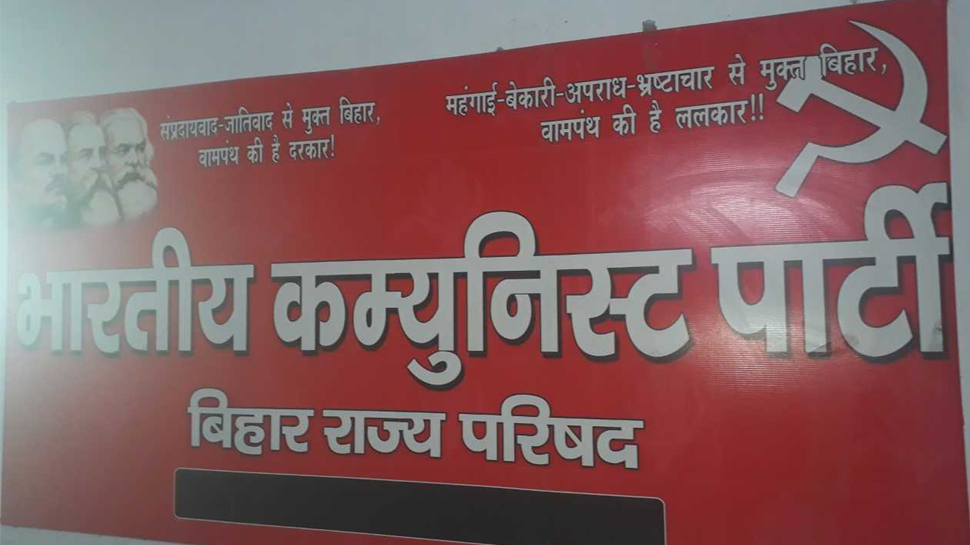 संप्रदायवाद-जातिवाद से मुक्त बिहार,
वामपंथ की है दरकार!
महंगाई-बेकारी-अपराध-भ्रष्टाचार से मुक्त बिहार,
वामपंथ की है ललकार!!
भारतीय कम्युनिस्ट पार्टी
बिहार राज्य परिषद